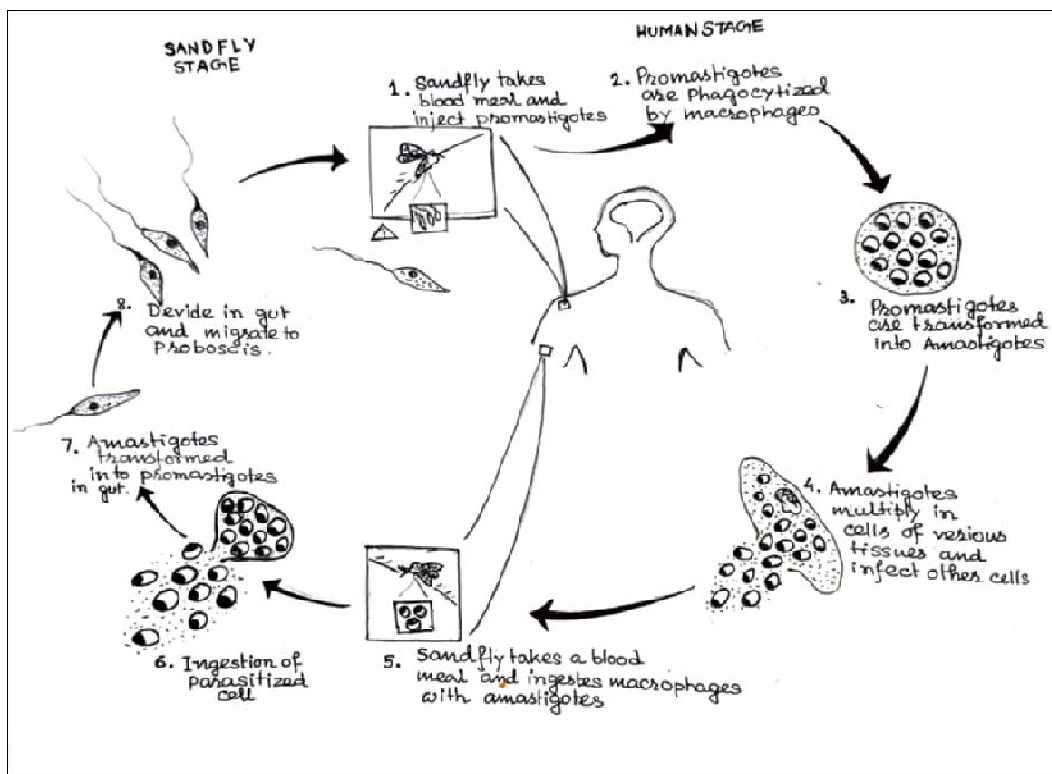 SANDFLY
STAGE
HUMAN STAGE
1. Sandfly takes
blood meal and
inject promastigotes
2. Promastigotes
are phagocytized
by macrophages
3. Promastigotes
are transformed
into Amastigotes
4. Amastigotes
multiply in
cells of verious
tissues and
infect other cells
5. Sandfly takes a blood
meal and ingestes macrophages
with amastigotes
6. Ingestion of
parasitized
cell
7. Amastigotes
transformed
into promastigotes
in gut.
8. Devide in gut
and migrate to
Proboscis.